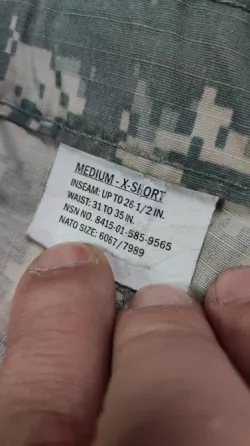 MEDIUM - X-SHORT
INSEAM: UP TO 26-1/2 IN.
WAIST: 31 TO 35 IN.
NSN NO. 8415-01-585-9565
NATO SIZE: 6067/7989